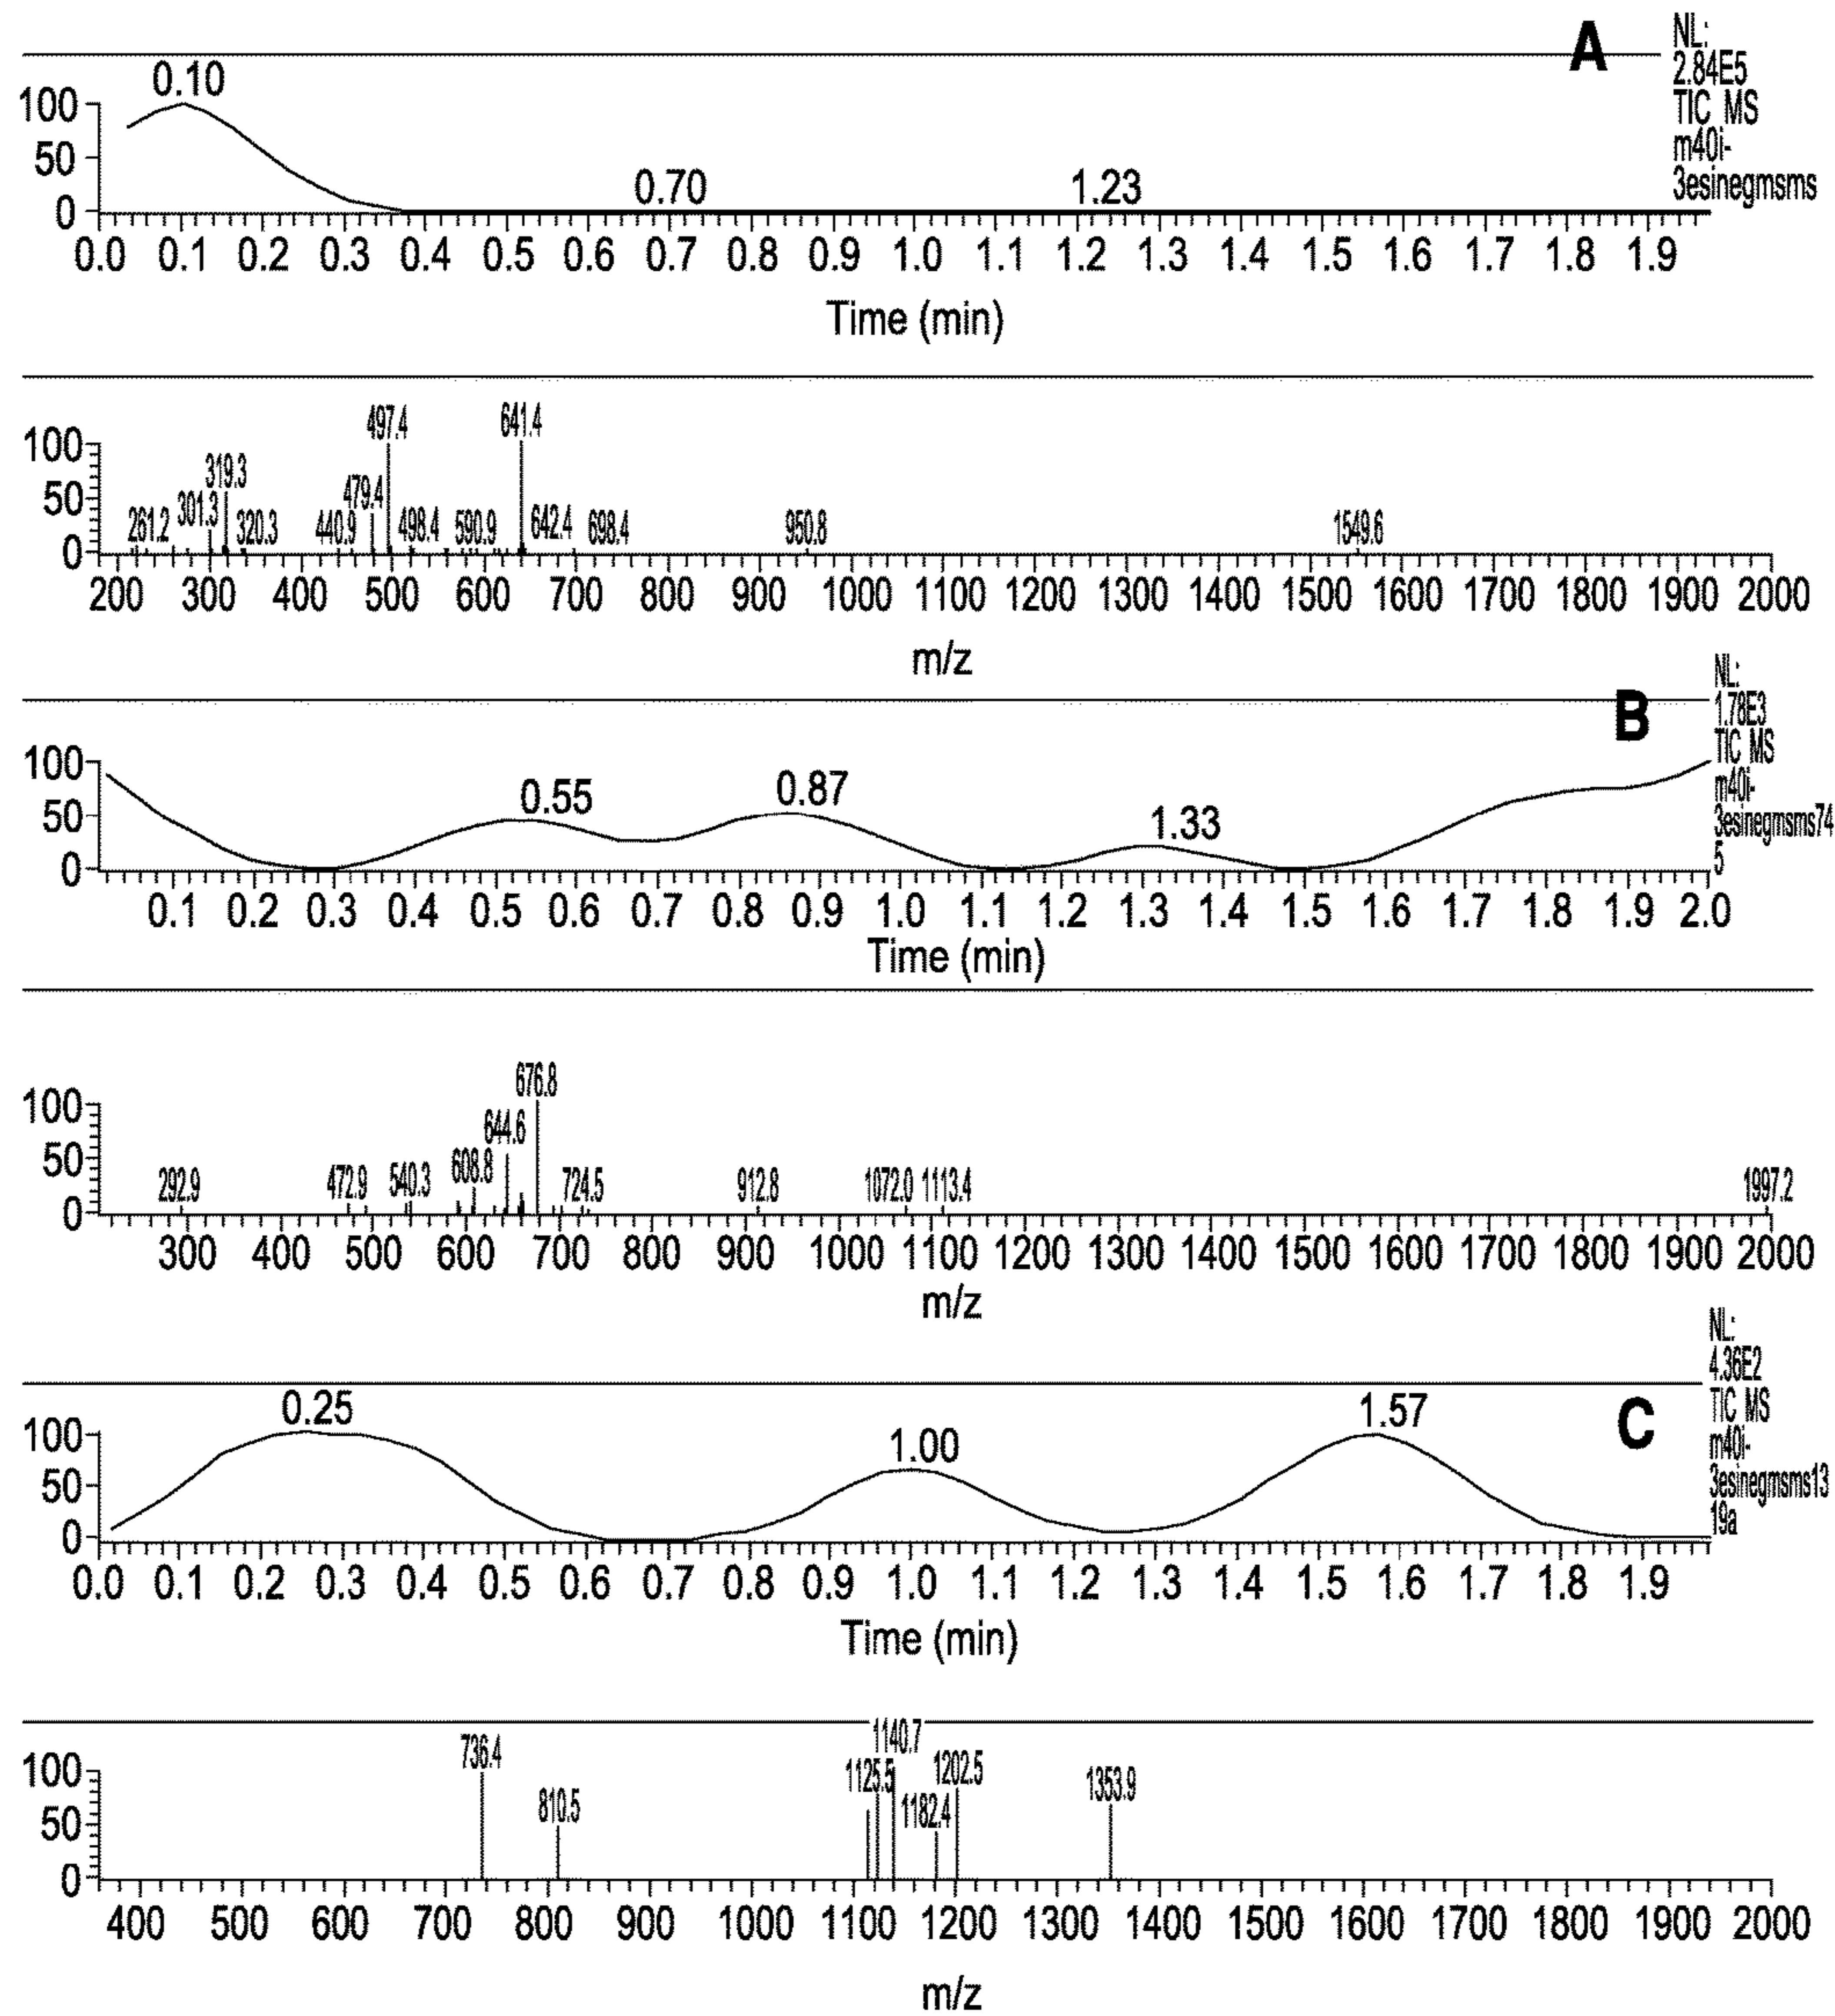 A
NL:
2.84E5
TIC MS
m40i-
3esinegmsms
0.10
0.70
1.23
100
50
0
0.0 0.1 0.2 0.3 0.4 0.5 0.6 0.7 0.8 0.9 1.0 1.1 1.2 1.3 1.4 1.5 1.6 1.7 1.8 1.9
Time (min)
100
50
0
261.2 301.3 319.3 320.3 440.9 479.4 497.4 498.4 590.9 641.4 642.4 698.4 950.8 1549.6
200 300 400 500 600 700 800 900 1000 1100 1200 1300 1400 1500 1600 1700 1800 1900 2000
m/z
B
NL:
1.78E3
TIC MS
m40i-
3esinegmsms74
5
0.55
0.87
1.33
100
50
0
0.1 0.2 0.3 0.4 0.5 0.6 0.7 0.8 0.9 1.0 1.1 1.2 1.3 1.4 1.5 1.6 1.7 1.8 1.9 2.0
Time (min)
100
50
0
292.9 472.9 540.3 608.8 644.6 676.8 724.5 912.8 1072.0 1113.4 1997.2
300 400 500 600 700 800 900 1000 1100 1200 1300 1400 1500 1600 1700 1800 1900 2000
m/z
C
NL:
4.36E2
TIC MS
m40i-
3esinegmsms13
19a
0.25
1.00
1.57
100
50
0
0.0 0.1 0.2 0.3 0.4 0.5 0.6 0.7 0.8 0.9 1.0 1.1 1.2 1.3 1.4 1.5 1.6 1.7 1.8 1.9
Time (min)
100
50
0
736.4 810.5 1125.5 1140.7 1182.4 1202.5 1353.9
400 500 600 700 800 900 1000 1100 1200 1300 1400 1500 1600 1700 1800 1900 2000
m/z